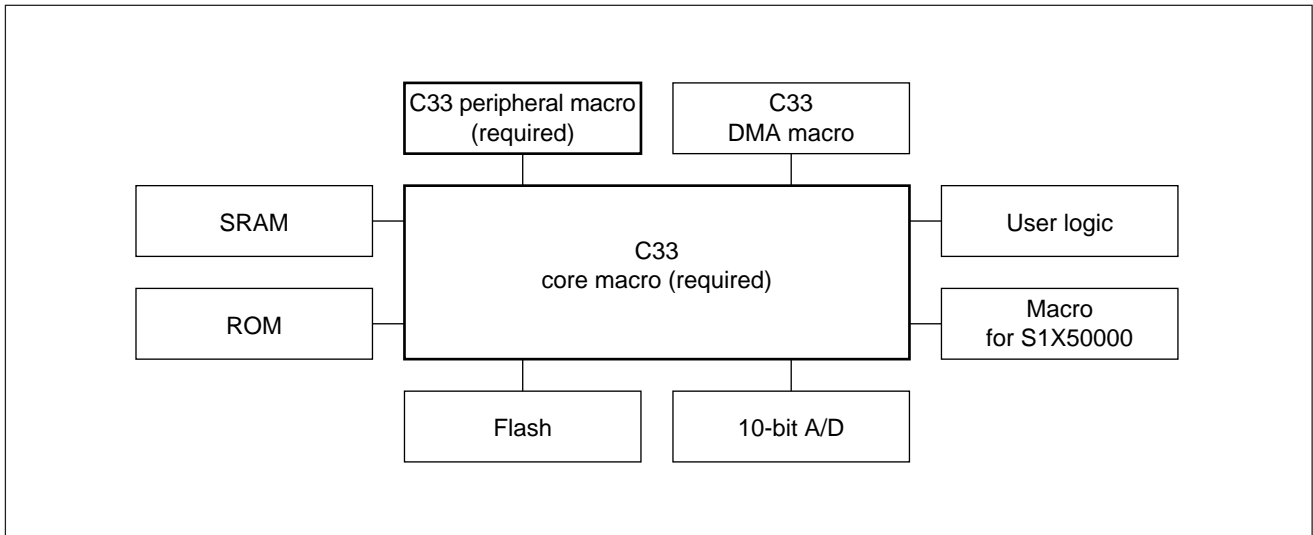 C33 peripheral macro
(required)
C33
DMA macro
SRAM
C33
core macro (required)
User logic
ROM
Macro
for S1X50000
Flash
10-bit A/D